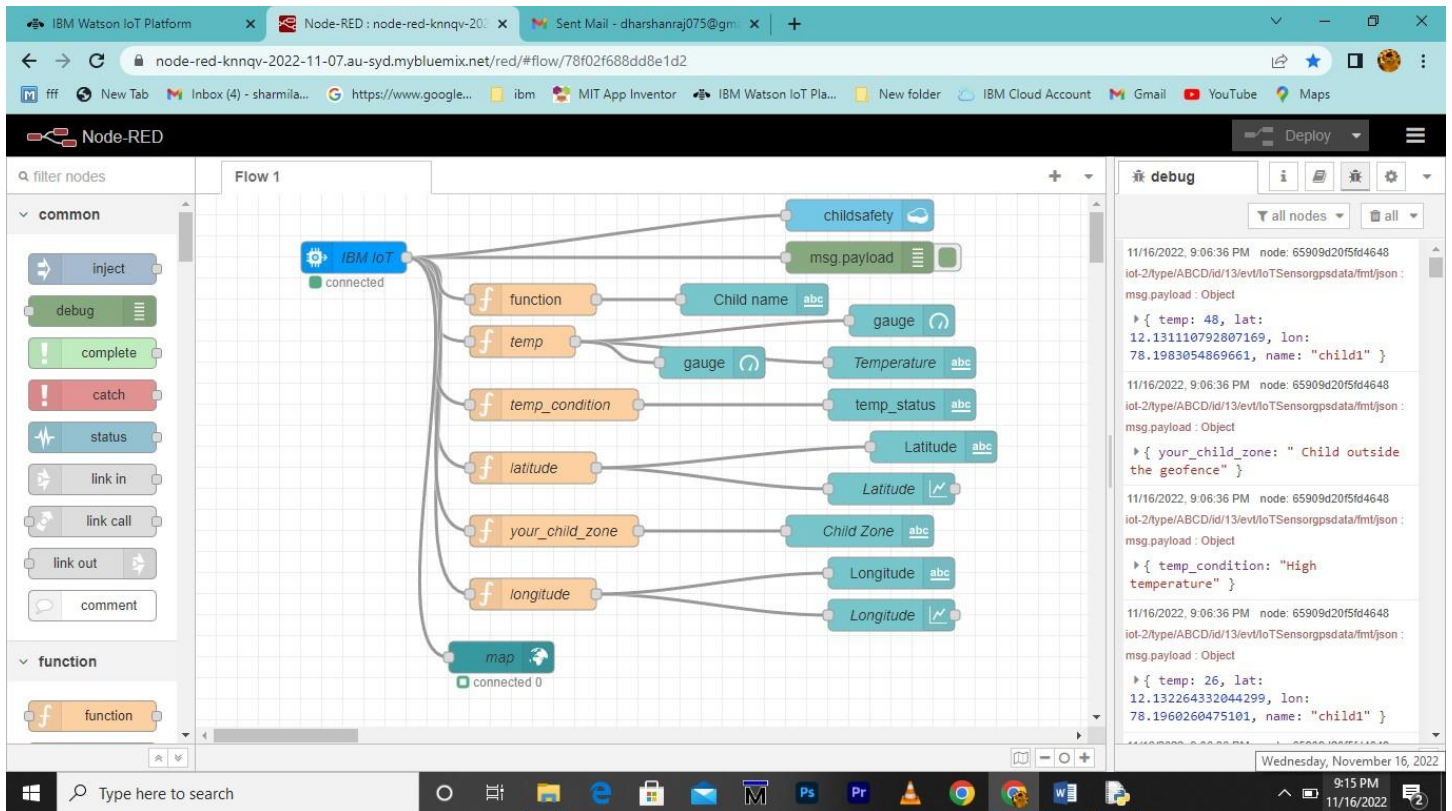 IBM Watson IoT Platform
Node-RED : node-red-knnqv-202
Sent Mail - dharshanraj075@gm
node-red-knnqv-2022-11-07.au-syd.mybluemix.net/red/#flow/78f02f688dd8e1d2
fff
New Tab
Inbox (4) - sharmila...
https://www.google...
ibm
MIT App Inventor
IBM Watson IoT Pla...
New folder
IBM Cloud Account
Gmail
YouTube
Maps
Node-RED
Deploy
filter nodes
common
inject
debug
complete
catch
status
link in
link call
link out
comment
function
function
Flow 1
IBM IoT
connected
childsafety
msg.payload
function
Child name
abc
temp
gauge
gauge
Temperature
abc
temp_condition
temp_status
abc
latitude
Latitude
abc
Latitude
your_child_zone
Child Zone
abc
longitude
Longitude
abc
Longitude
map
connected 0
debug
i
all nodes
all
11/16/2022, 9:06:36 PM node: 65909d20f5fd4648
iot-2/type/ABCD/id/13/evt/IoTSensorgpsdata/fmt/json :
msg.payload : Object
{ temp: 48, lat:
12.131110792807169, lon:
78.1983054869661, name: "child1" }
11/16/2022, 9:06:36 PM node: 65909d20f5fd4648
iot-2/type/ABCD/id/13/evt/IoTSensorgpsdata/fmt/json :
msg.payload : Object
{ your_child_zone: " Child outside
the geofence" }
11/16/2022, 9:06:36 PM node: 65909d20f5fd4648
iot-2/type/ABCD/id/13/evt/IoTSensorgpsdata/fmt/json :
msg.payload : Object
{ temp_condition: "High
temperature" }
11/16/2022, 9:06:36 PM node: 65909d20f5fd4648
iot-2/type/ABCD/id/13/evt/IoTSensorgpsdata/fmt/json :
msg.payload : Object
{ temp: 26, lat:
12.132264332044299, lon:
78.1960260475101, name: "child1" }
Wednesday, November 16, 2022
Type here to search
Ps
Pr
9:15 PM
11/16/2022
2